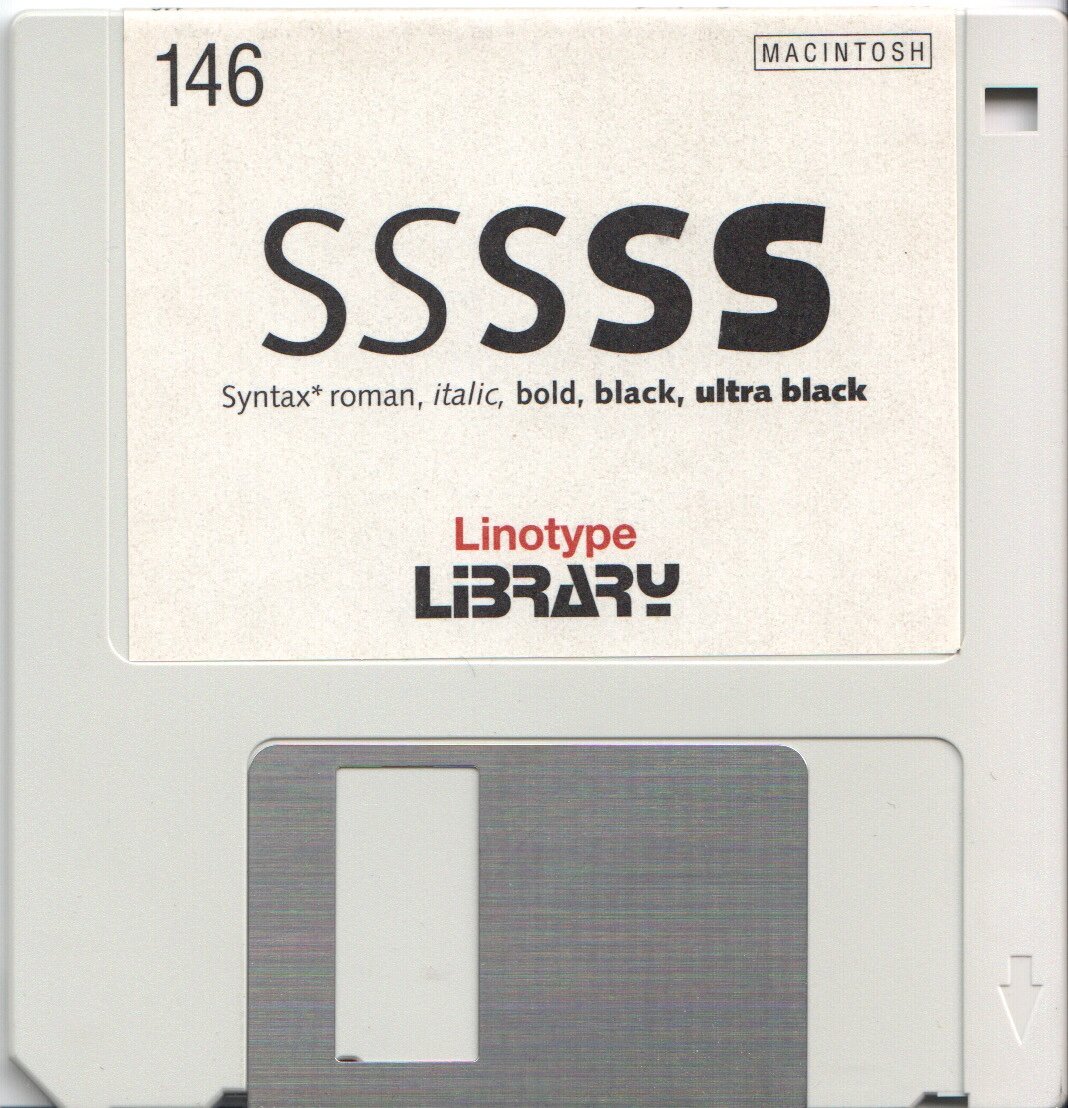 146
MACINTOSH
SSSSS
Syntax* roman, italic, bold, black, ultra black
Linotype
LiBRARY